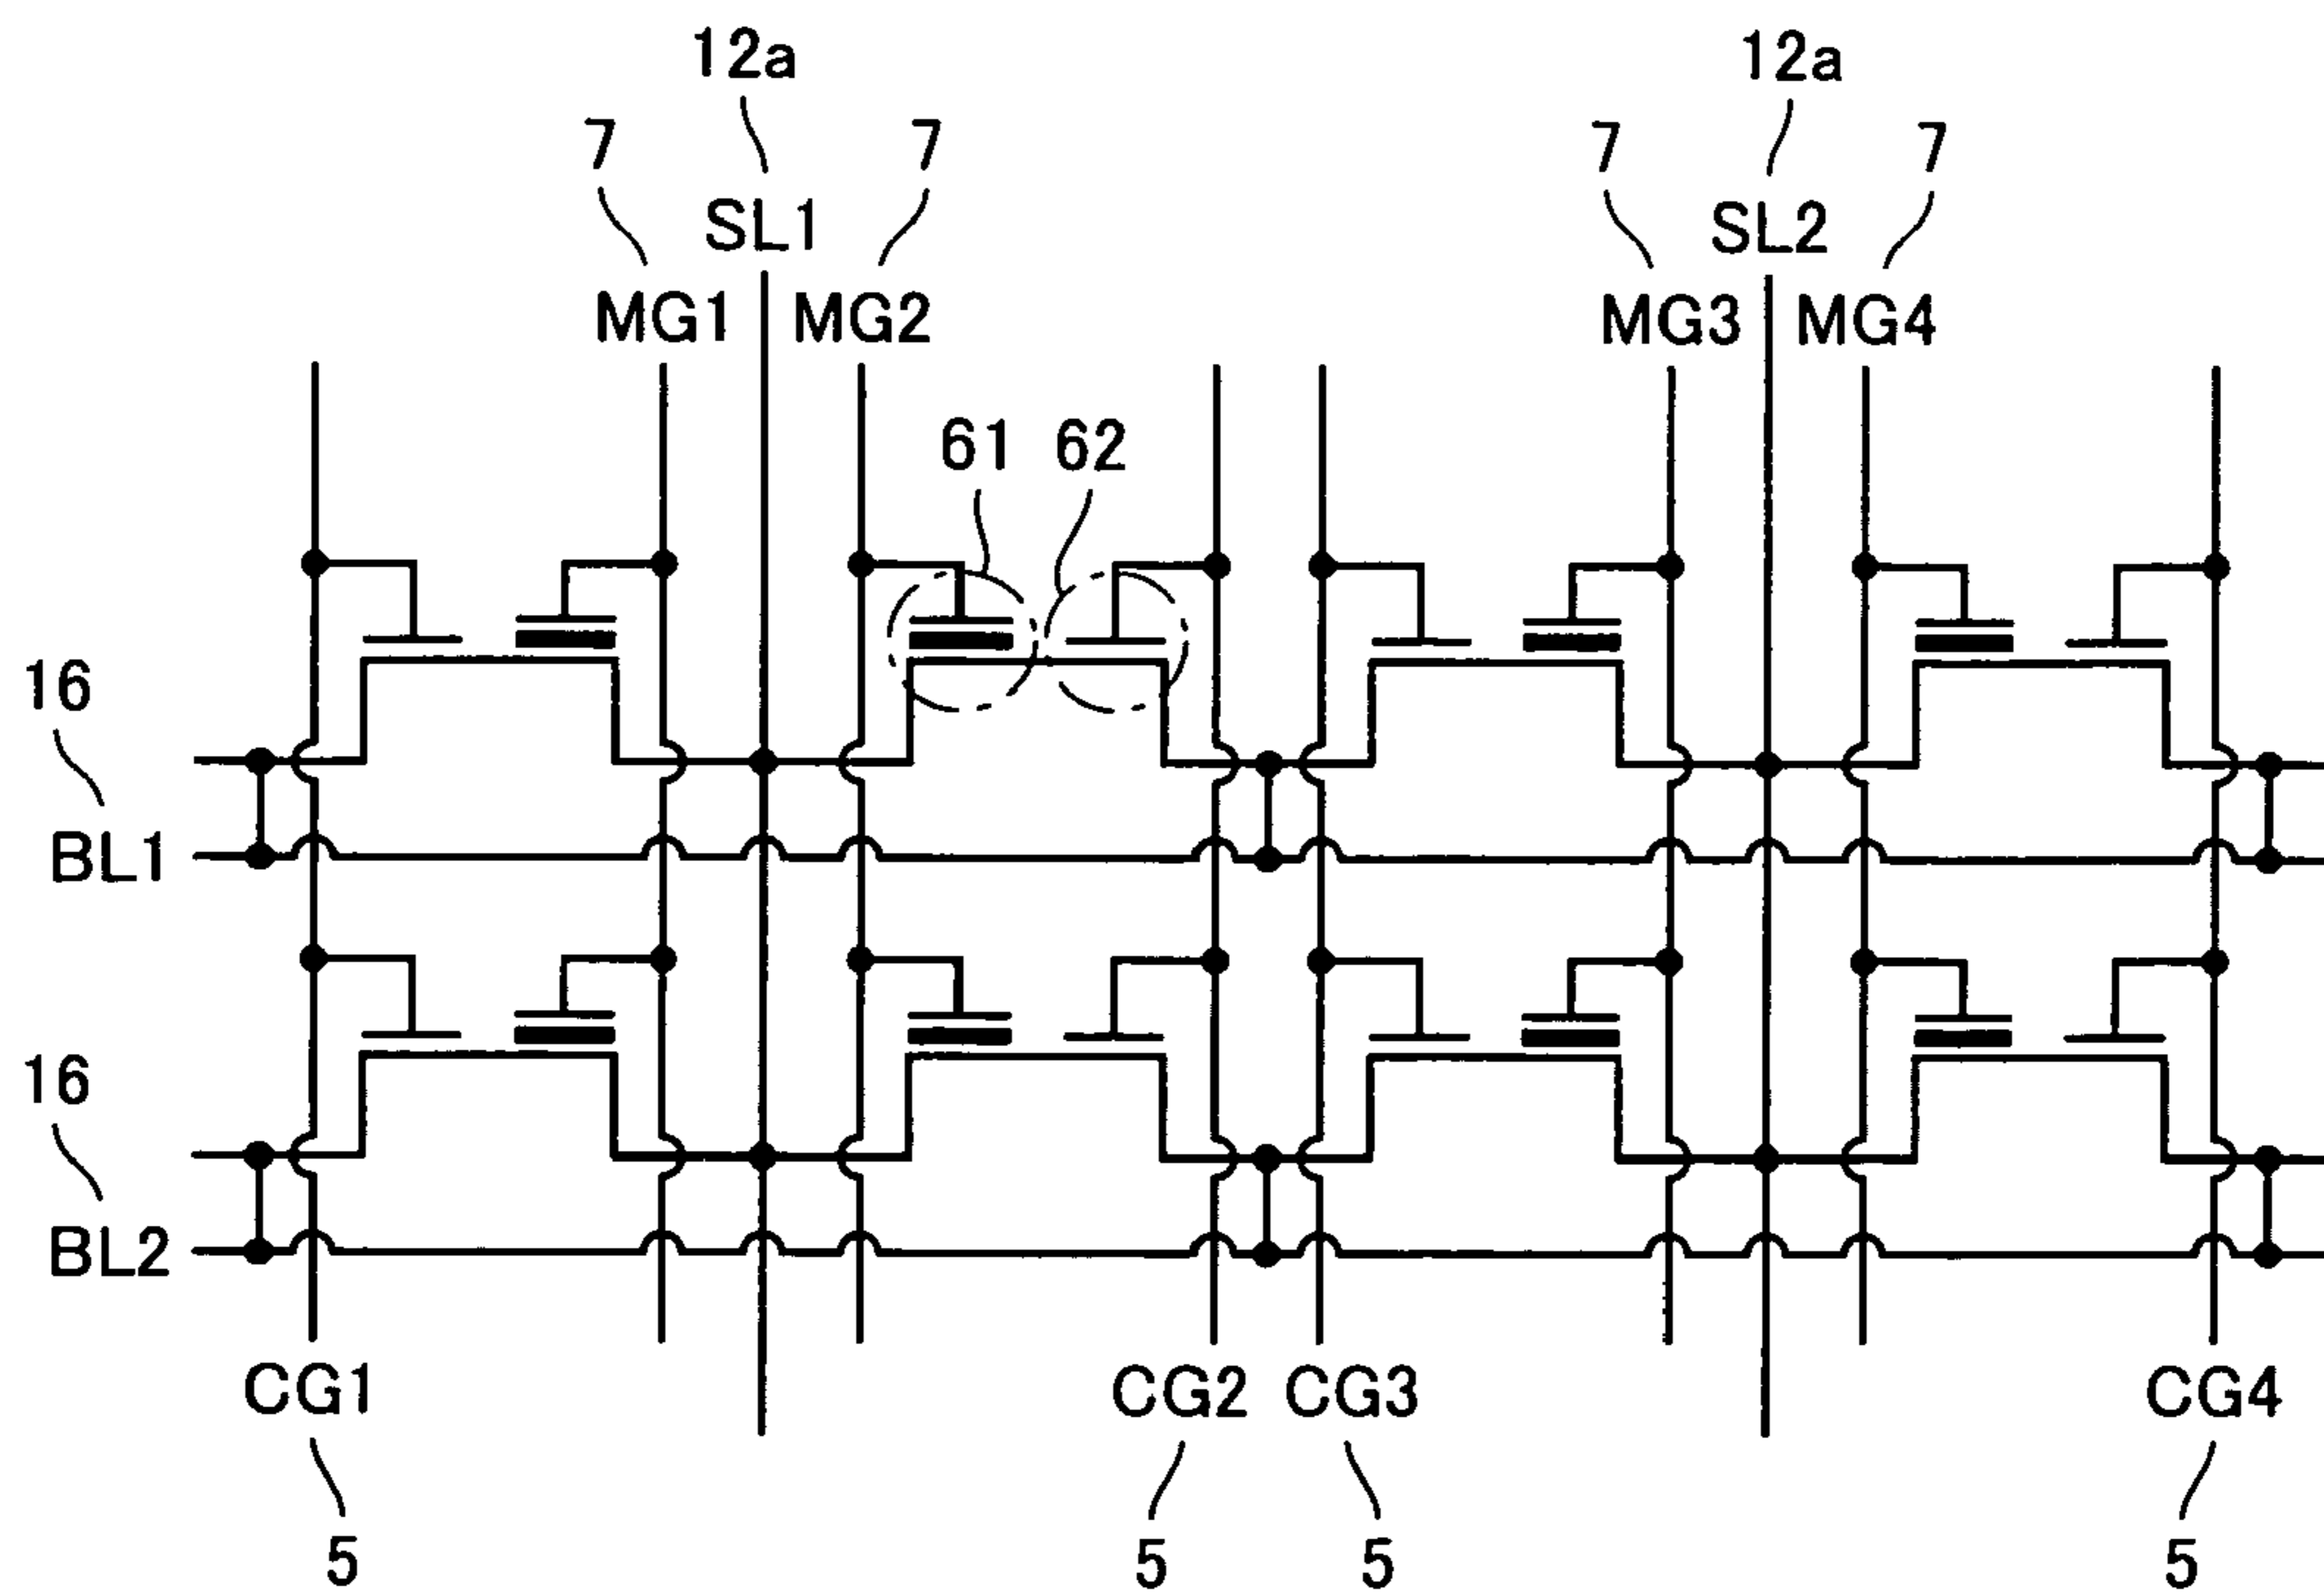 12a 12a
7 7 7 7
SL1 SL2
MG1 MG2 MG3 MG4
61 62
16
BL1
16
BL2
CG1 CG2 CG3 CG4
5 5 5 5